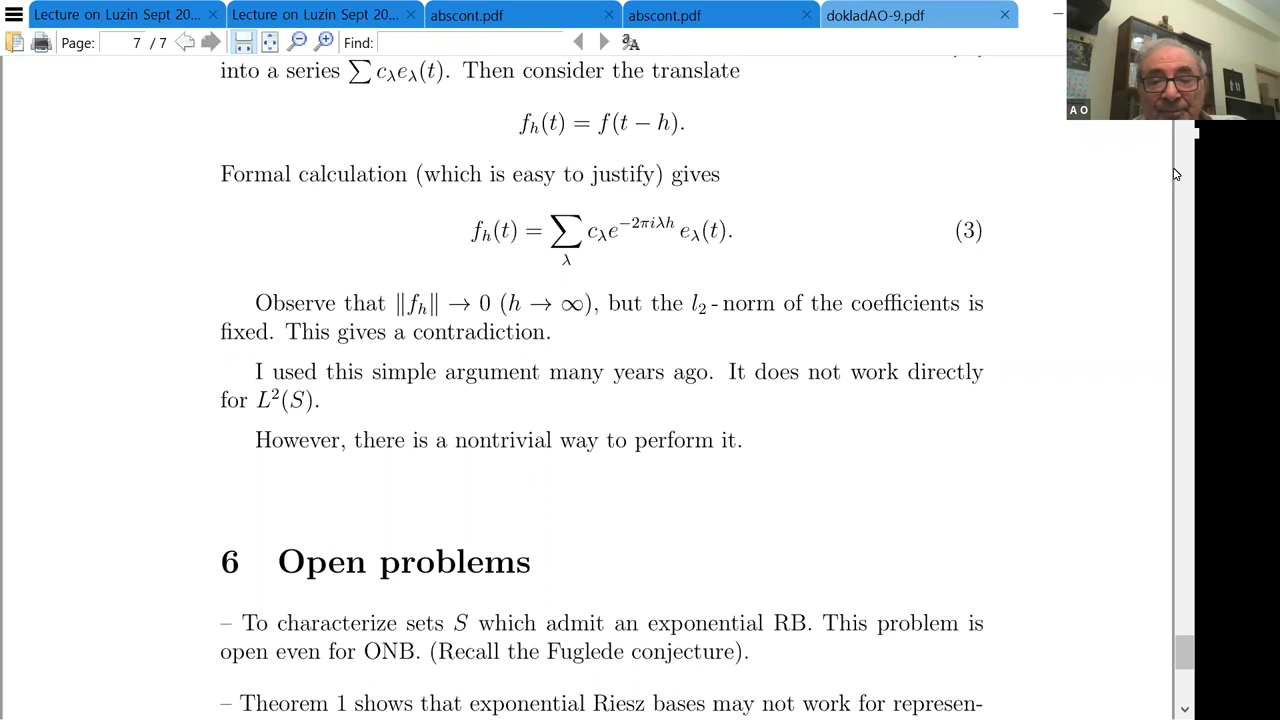 Lecture on Luzin Sept 20... × Lecture on Luzin Sept 20... × abscont.pdf × abscont.pdf × dokladAO-9.pdf ×
Page: 7 / 7 Find:
into a series ∑ c_λ e_λ(t). Then consider the translate
f_h(t) = f(t − h).
Formal calculation (which is easy to justify) gives
f_h(t) = ∑_λ c_λ e^{−2πiλh} e_λ(t). (3)
Observe that ‖f_h‖ → 0 (h → ∞), but the l_2 - norm of the coefficients is
fixed. This gives a contradiction.
I used this simple argument many years ago. It does not work directly
for L^2(S).
However, there is a nontrivial way to perform it.
6 Open problems
– To characterize sets S which admit an exponential RB. This problem is
open even for ONB. (Recall the Fuglede conjecture).
– Theorem 1 shows that exponential Riesz bases may not work for represen-
A O